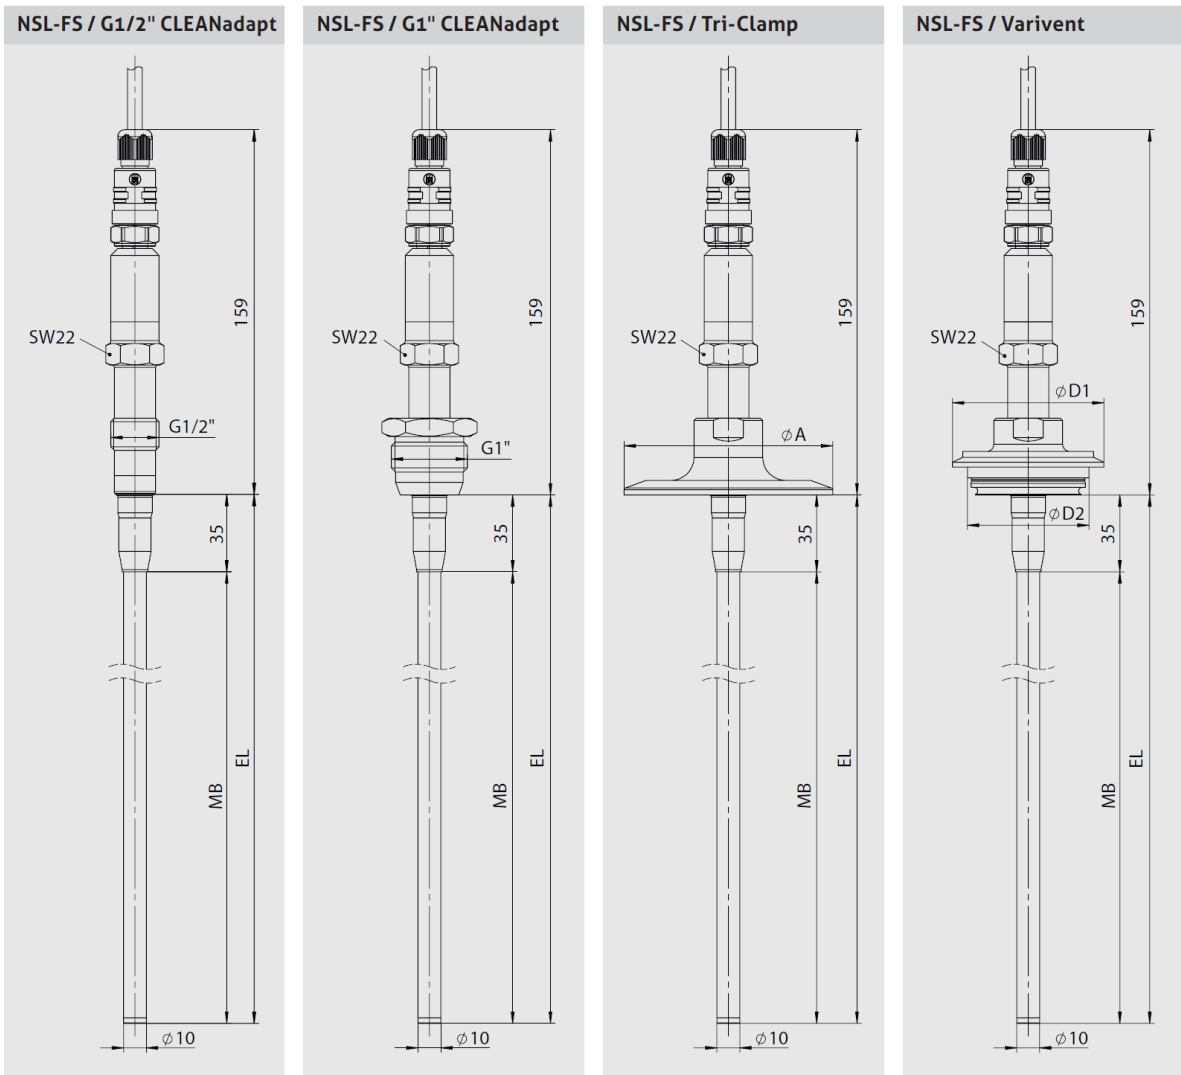 NSL-FS / G1/2" CLEANadapt
159
SW22
G1/2"
35
EL
MB
⌀10
NSL-FS / G1" CLEANadapt
159
SW22
G1"
35
EL
MB
⌀10
NSL-FS / Tri-Clamp
159
SW22
⌀A
35
EL
MB
⌀10
NSL-FS / Varivent
159
SW22
⌀D1
⌀D2
35
EL
MB
⌀10